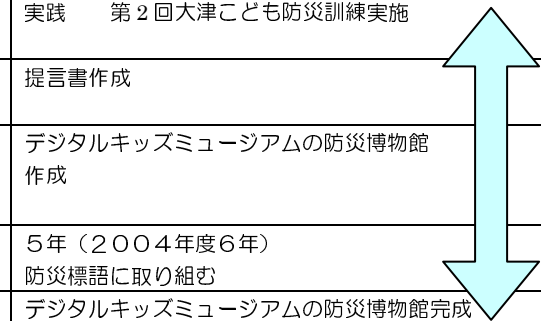 実践　　第２回大津こども防災訓練実施
提言書作成
デジタルキッズミュージアムの防災博物館
作成
５年（２００４年度６年）
防災標語に取り組む
デジタルキッズミュージアムの防災博物館完成